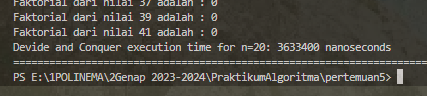 Faktorial dari nilai 37 adalah : 0
Faktorial dari nilai 39 adalah : 0
Faktorial dari nilai 41 adalah : 0
Devide and Conquer execution time for n=20: 3633400 nanoseconds
================================================================
PS E:\1POLINEMA\2Genap 2023-2024\PraktikumAlgoritma\pertemuan5>